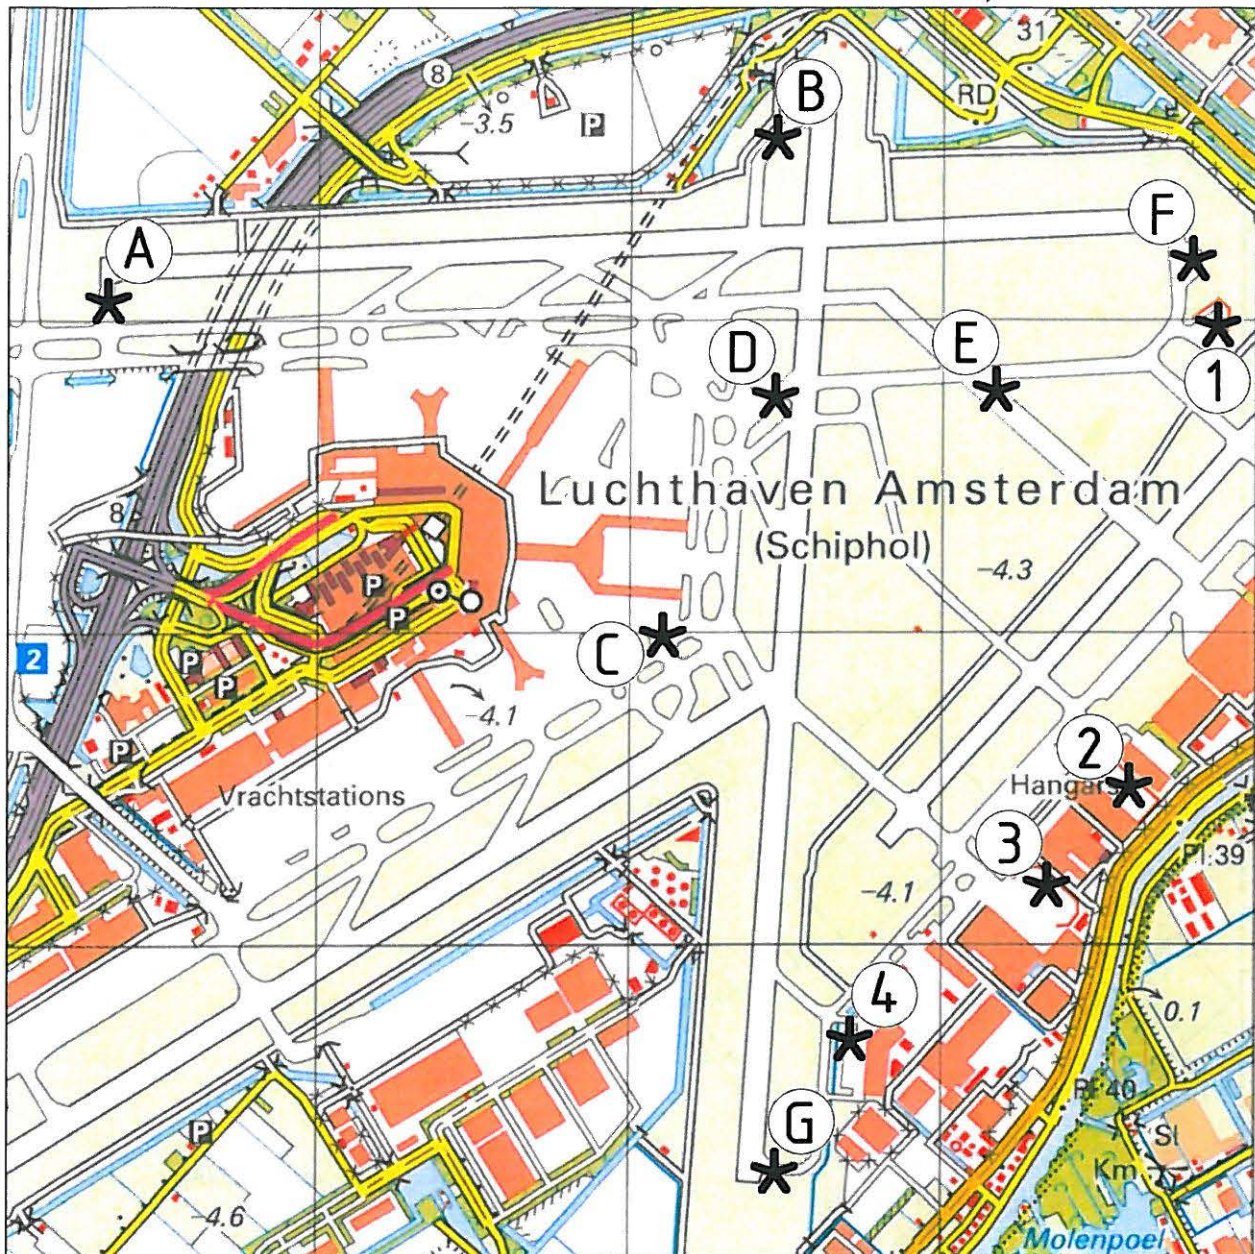 31
B
8
RD
-3.5
P
F
A
D
E
1
Luchthaven Amsterdam
(Schiphol)
8
-4.3
P
P
C
2
P
P
-4.1
P
2
Vrachtstations
Hangars
3
Pl.39
-4.1
4
0.1
Pl.40
G
P
Sl
Km
-4.6
Molenpoel